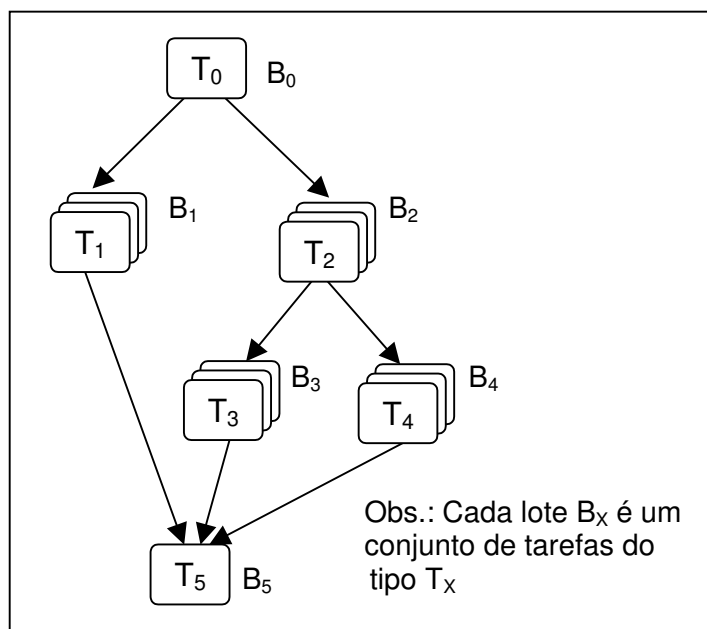 T₀ B₀
B₁ B₂
T₁ T₂
B₃ B₄
T₃ T₄
Obs.: Cada lote Bₓ é um
conjunto de tarefas do
tipo Tₓ
T₅ B₅